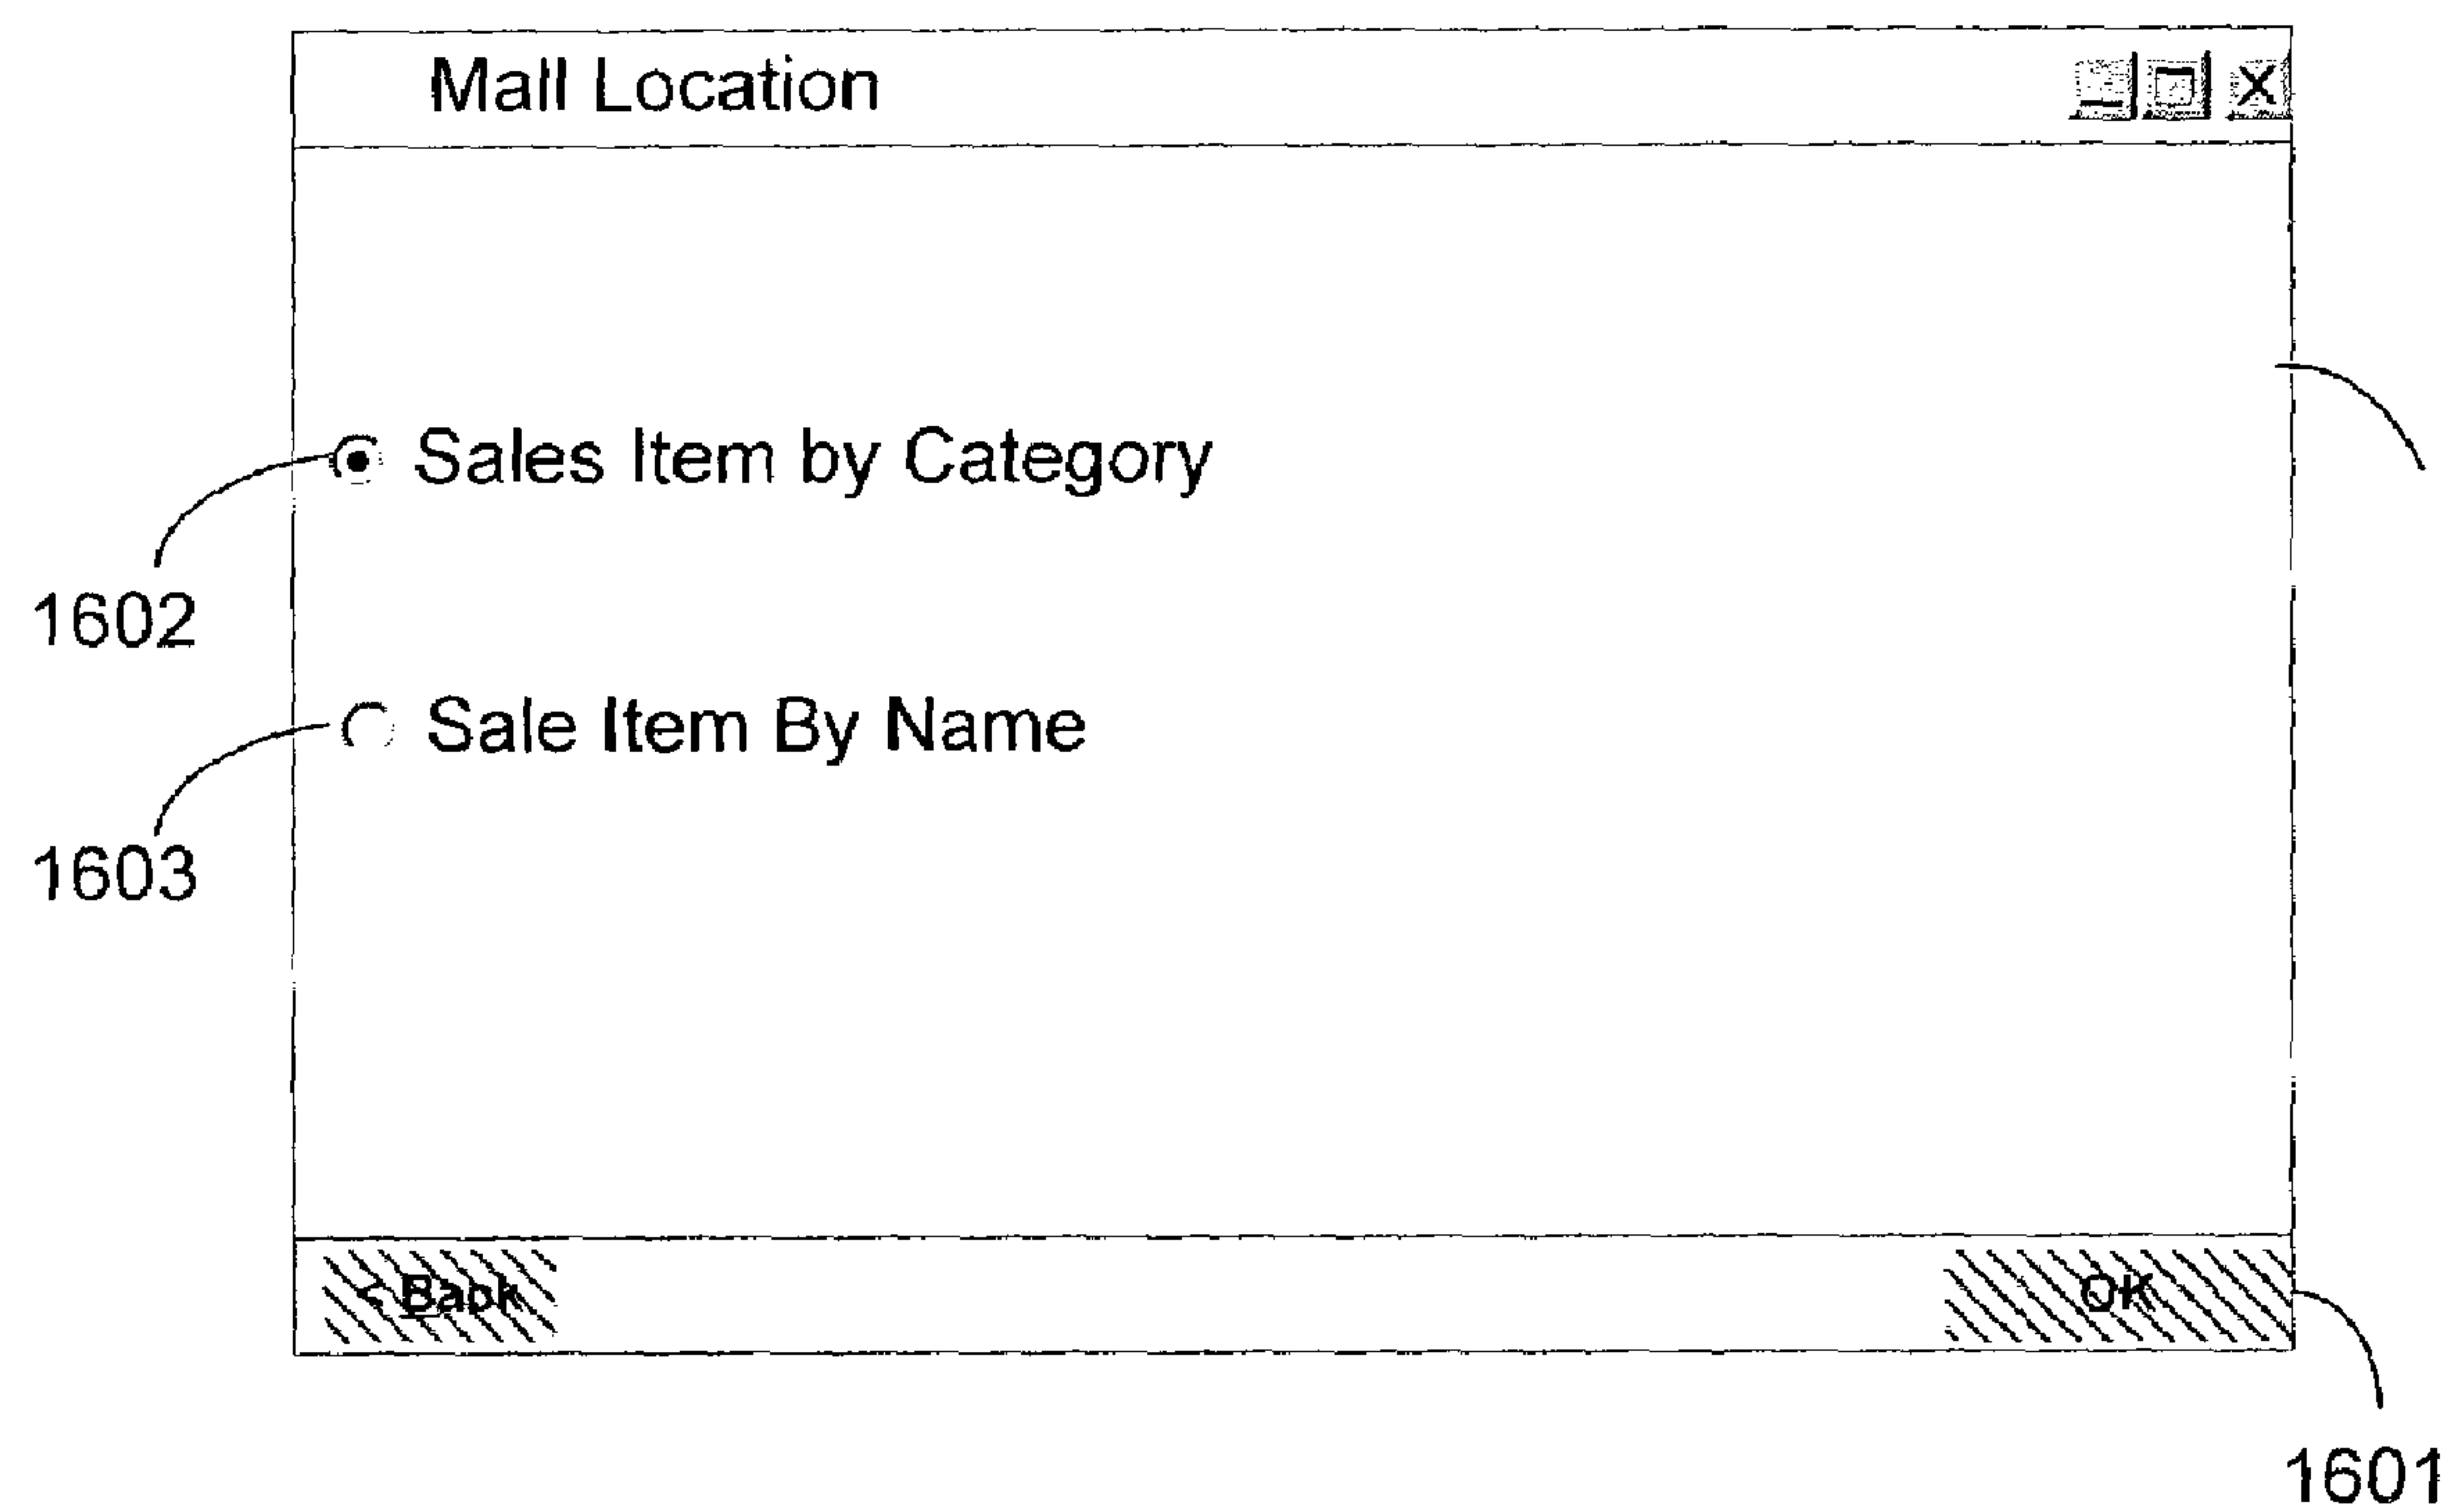 Mall Location
Sales Item by Category
1602
Sale Item By Name
1603
< Back
OK
1601